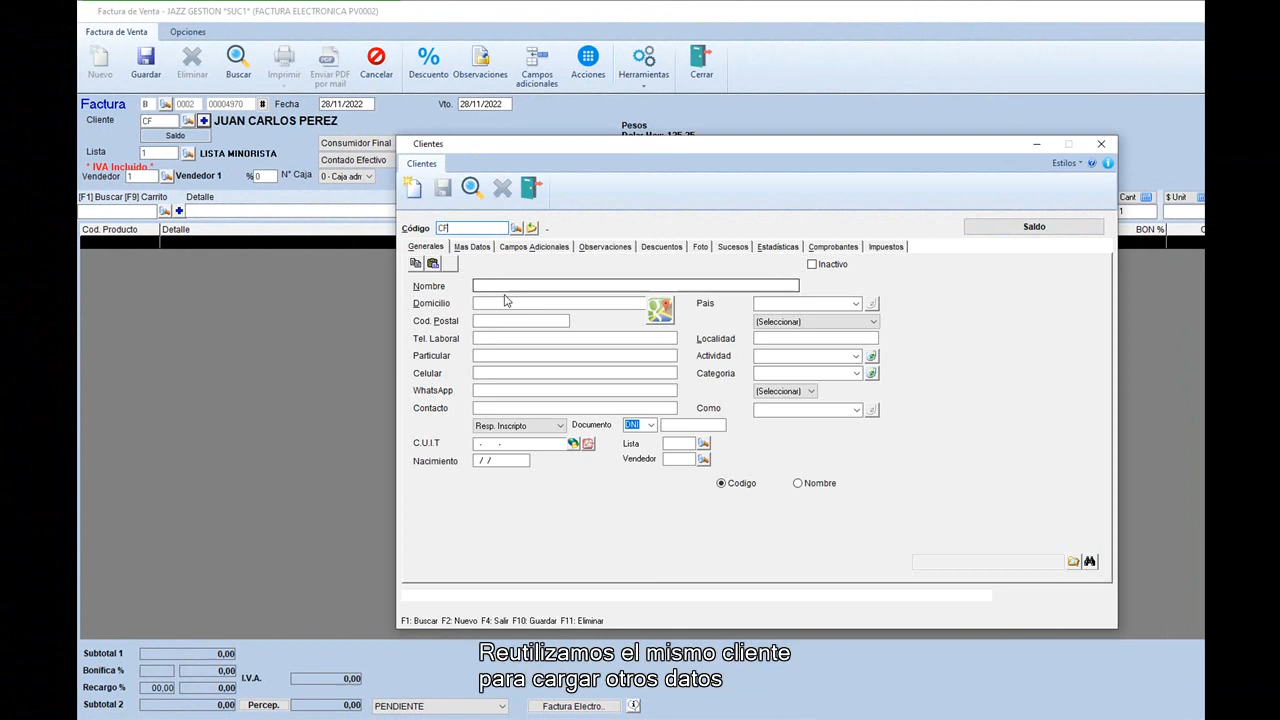 Factura de Venta - JAZZ GESTION *SUC1* (FACTURA ELECTRONICA PV0002)
Factura de Venta Opciones
Nuevo Guardar Eliminar Buscar Imprimir Enviar PDF por mail Cancelar Descuento Observaciones Campos adicionales Acciones Herramientas Cerrar
Factura B 0002 00004970 # Fecha 28/11/2022 Vto. 28/11/2022
Cliente CF JUAN CARLOS PEREZ
Saldo
Pesos
Lista 1 LISTA MINORISTA
* IVA Incluido *
Consumidor Final
Contado Efectivo
Vendedor 1 Vendedor 1 % 0 N° Caja 0 - Caja adm
[F1] Buscar [F9] Carrito Detalle
Cant $ Unit
1
Cod. Producto Detalle
BON %
Clientes
Clientes
Estilos
Código CF -
Saldo
Generales Mas Datos Campos Adicionales Observaciones Descuentos Foto Sucesos Estadísticas Comprobantes Impuestos
Inactivo
Nombre
Domicilio Pais
Cod. Postal (Seleccionar)
Tel. Laboral Localidad
Particular Actividad
Celular Categoria
WhatsApp (Seleccionar)
Contacto Como
Resp. Inscripto Documento DNI
C.U.I.T - . Lista
Nacimiento / / Vendedor
Codigo Nombre
F1: Buscar F2: Nuevo F4: Salir F10: Guardar F11: Eliminar
Reutilizamos el mismo cliente
para cargar otros datos
Subtotal 1 0,00
Bonifica % 0,00
I.V.A. 0,00
Recargo % 00,00 0,00
Subtotal 2 0,00 Percep. 0,00 PENDIENTE Factura Electro..